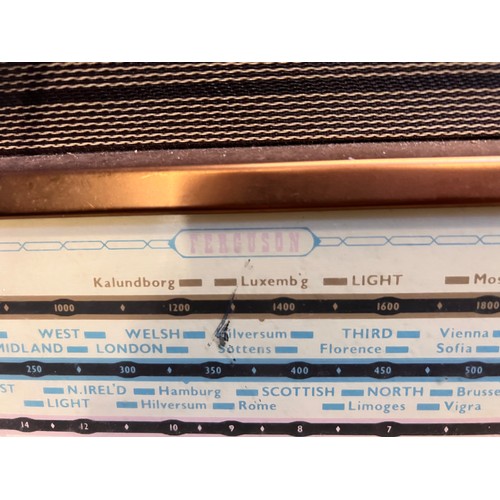 FERGUSON
Kalundborg Luxemb'g LIGHT Mos
1000 1200 1400 1600 1800
WEST WELSH Hilversum THIRD Vienna
MIDLAND LONDON Sottens Florence Sofia
250 300 350 400 450 500
ST N.IREL'D Hamburg SCOTTISH NORTH Brusse
LIGHT Hilversum Rome Limoges Vigra
14 12 10 9 8 7